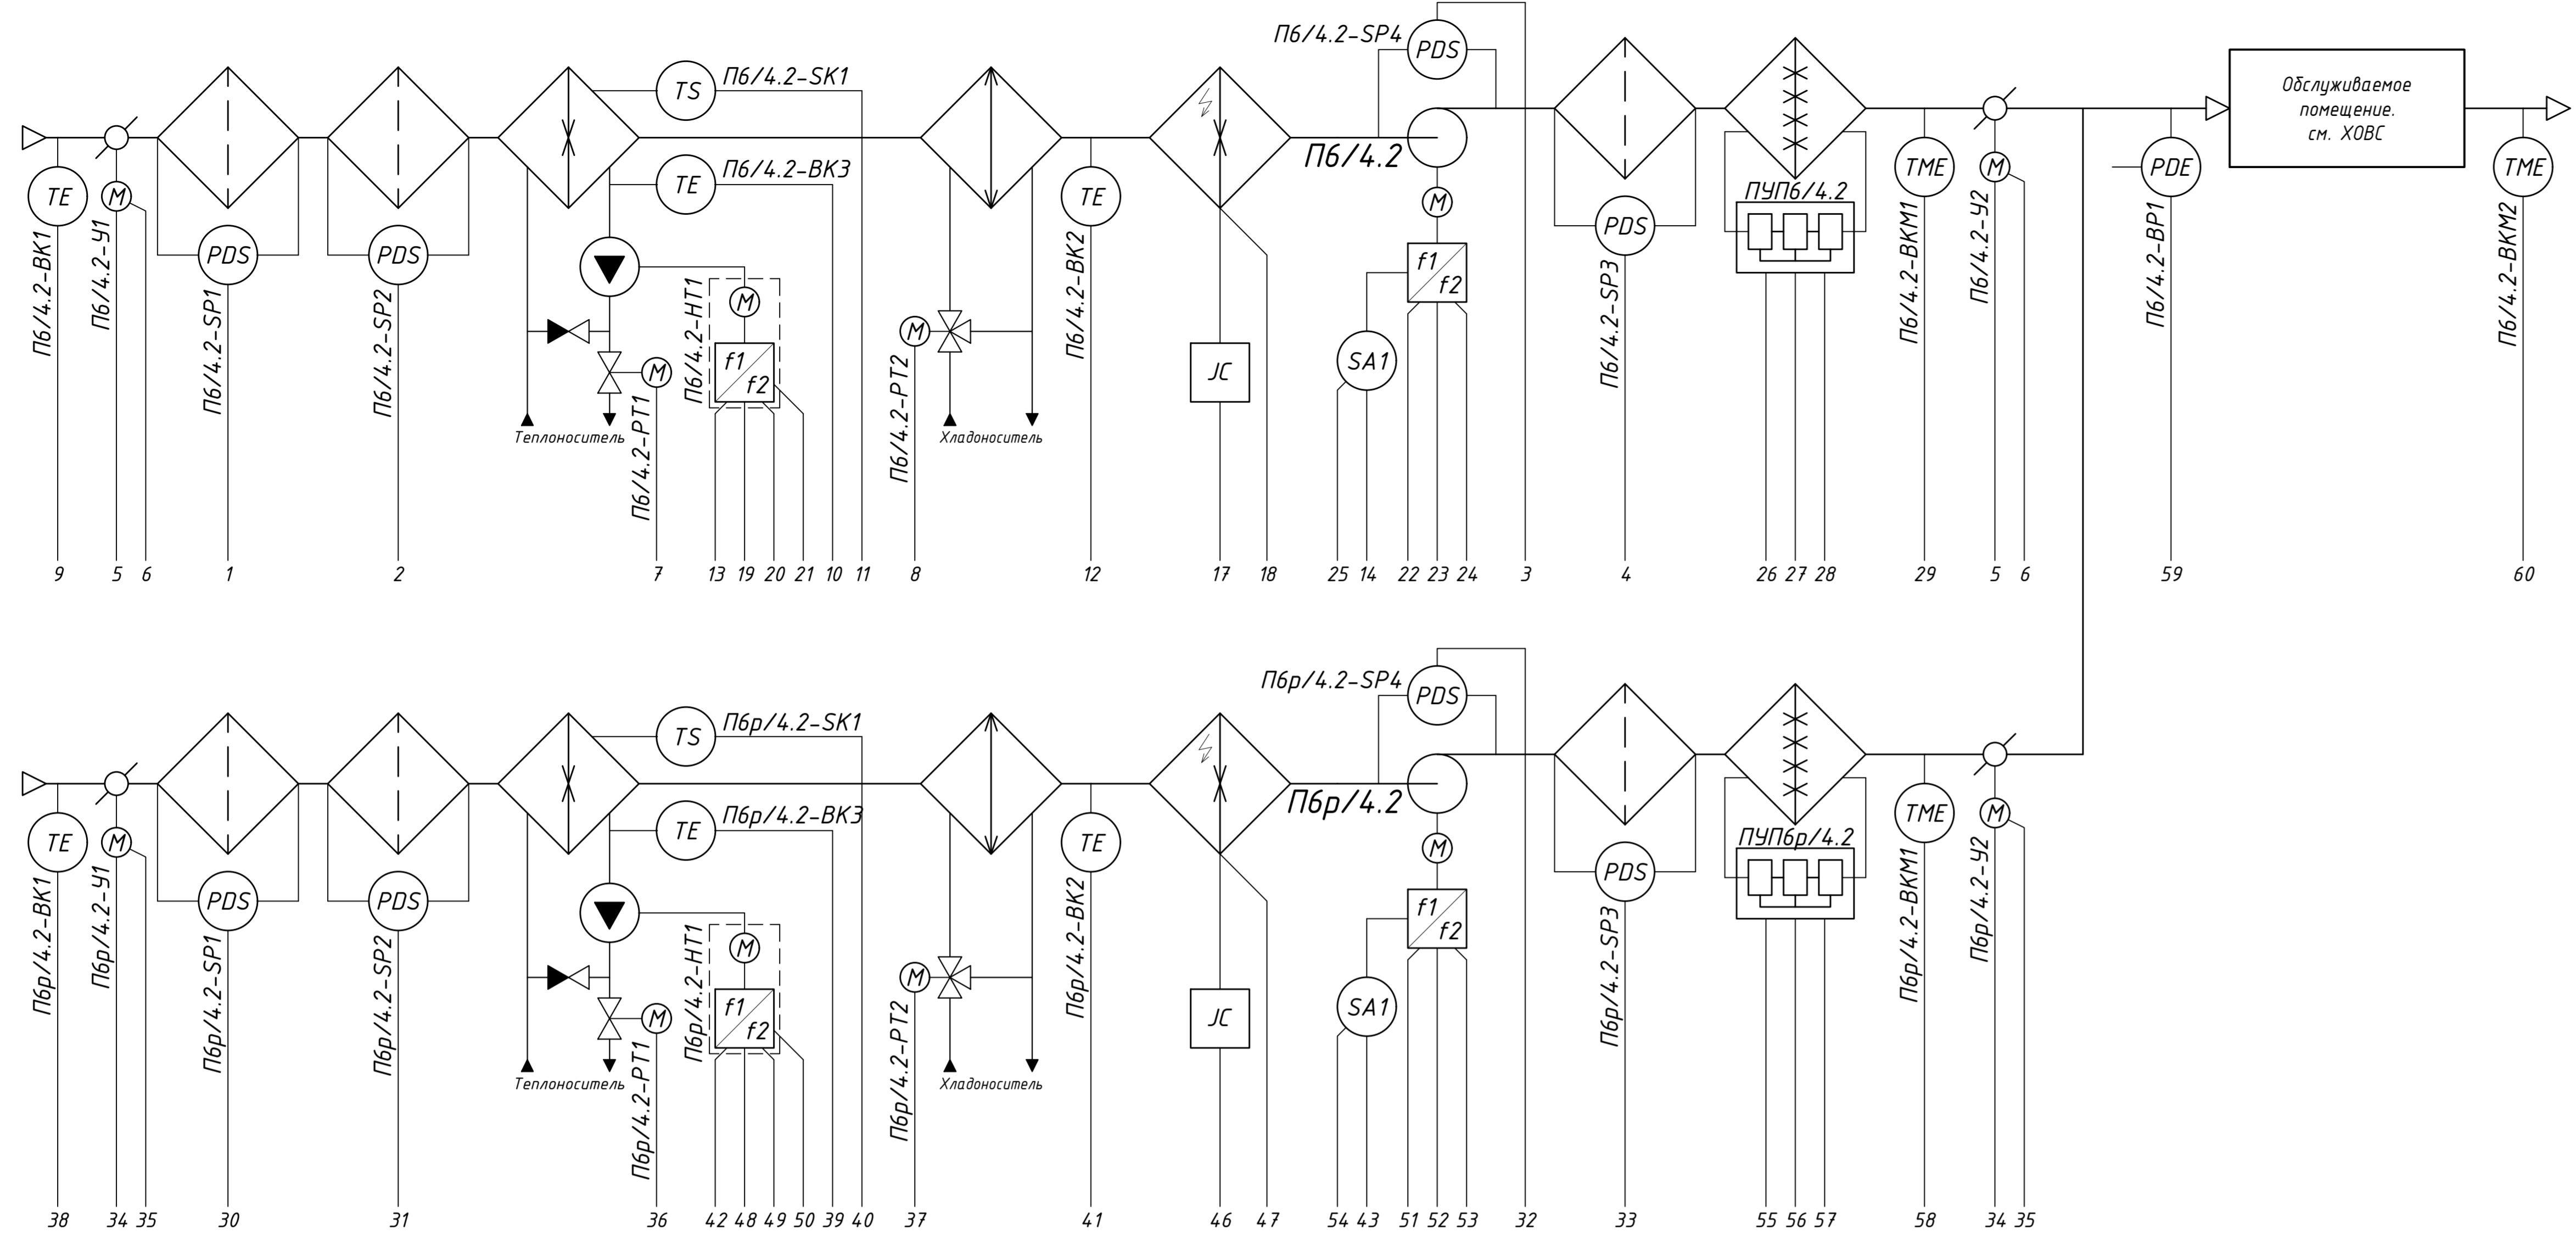 П6/4.2-SP4
PDS
TS
П6/4.2-SK1
Обслуживаемое
помещение.
см. ХОВС
П6/4.2
TE
П6/4.2-ВК1
M
П6/4.2-У1
PDS
П6/4.2-SP1
PDS
П6/4.2-SP2
TE
П6/4.2-ВК3
M
f1
f2
П6/4.2-НТ1
M
П6/4.2-РТ1
Теплоноситель
M
П6/4.2-РТ2
Хладоноситель
TE
П6/4.2-ВК2
JC
M
f1
f2
SA1
PDS
П6/4.2-SP3
ПУП6/4.2
TME
П6/4.2-ВКМ1
M
П6/4.2-У2
PDE
П6/4.2-ВР1
TME
П6/4.2-ВКМ2
9 5 6 1 2 7 13 19 20 21 10 11 8 12 17 18 25 14 22 23 24 3 4 26 27 28 29 5 6 59 60
П6р/4.2-SP4
PDS
TS
П6р/4.2-SK1
П6р/4.2
TE
П6р/4.2-ВК1
M
П6р/4.2-У1
PDS
П6р/4.2-SP1
PDS
П6р/4.2-SP2
TE
П6р/4.2-ВК3
M
f1
f2
П6р/4.2-НТ1
M
П6р/4.2-РТ1
Теплоноситель
M
П6р/4.2-РТ2
Хладоноситель
TE
П6р/4.2-ВК2
JC
M
f1
f2
SA1
PDS
П6р/4.2-SP3
ПУП6р/4.2
TME
П6р/4.2-ВКМ1
M
П6р/4.2-У2
38 34 35 30 31 36 42 48 49 50 39 40 37 41 46 47 54 43 51 52 53 32 33 55 56 57 58 34 35